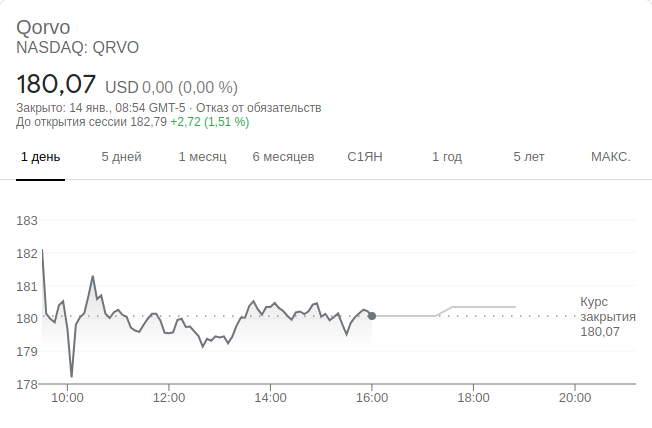 Qorvo
NASDAQ: QRVO
180,07 USD 0,00 (0,00 %)
Закрыто: 14 янв., 08:54 GMT-5 · Отказ от обязательств
До открытия сессии 182,79 +2,72 (1,51 %)
1 день 5 дней 1 месяц 6 месяцев С1ЯН 1 год 5 лет МАКС.
183
182
181
180
179
178
Курс
закрытия
180,07
10:00 12:00 14:00 16:00 18:00 20:00